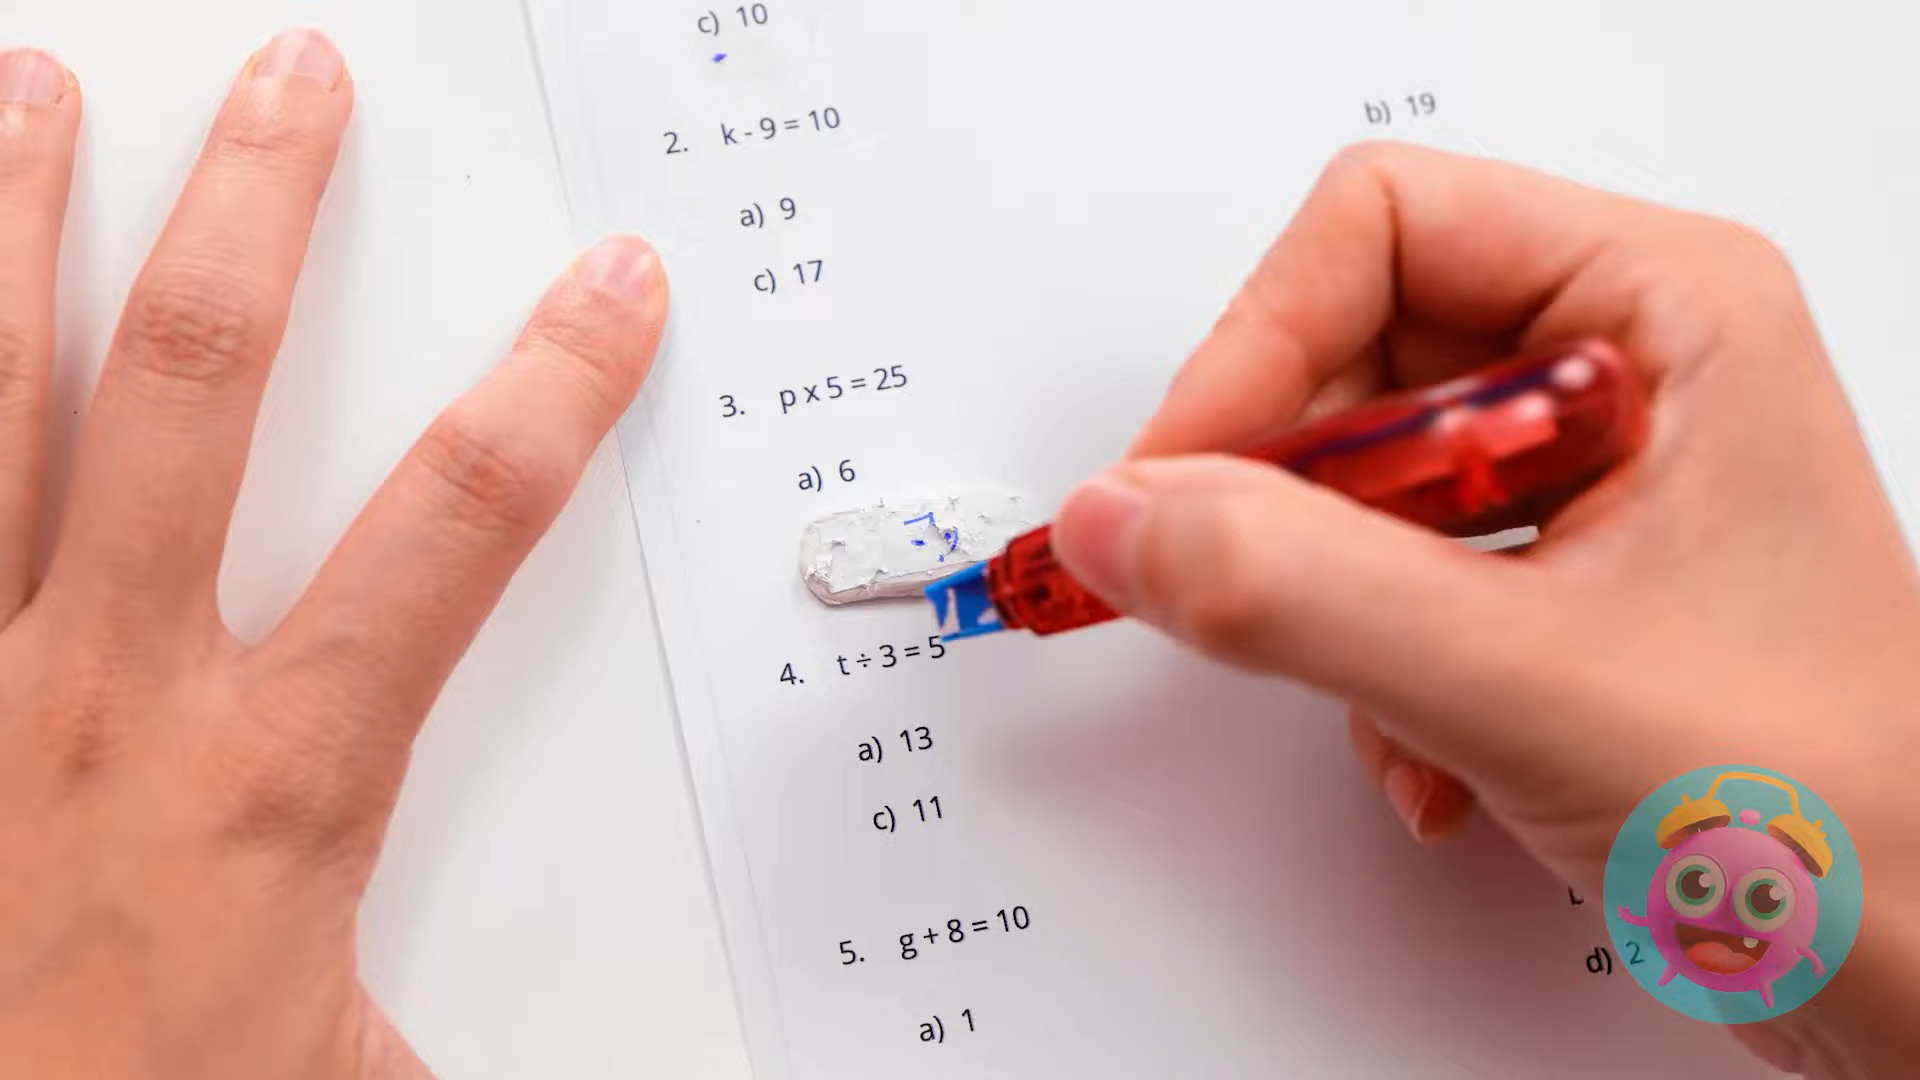 c) 10
2. k - 9 = 10
b) 19
a) 9
c) 17
3. p x 5 = 25
a) 6
4. t ÷ 3 = 5
a) 13
c) 11
5. g + 8 = 10
d) 2
a) 1